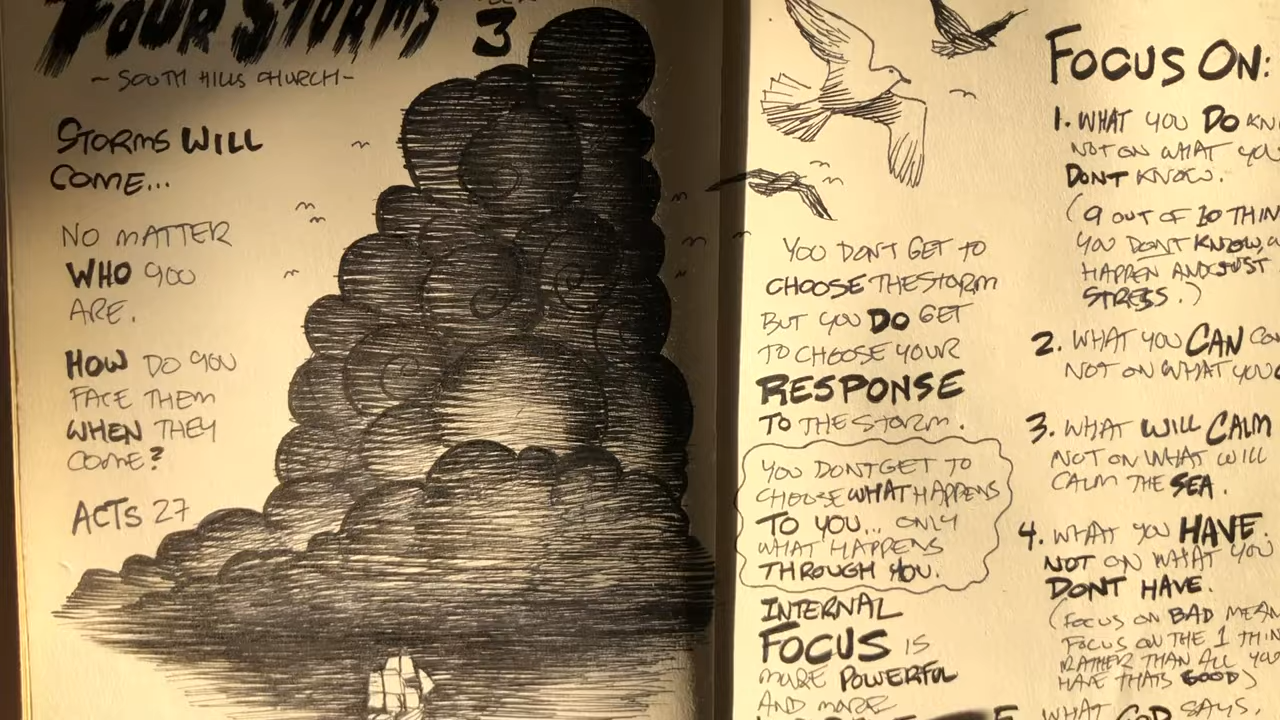 FOUR STORMS
3
~ SOUTH HILLS CHURCH ~
STORMS WILL
COME...
NO MATTER
WHO YOU
ARE.
HOW DO YOU
FACE THEM
WHEN THEY
COME?
ACTS 27
YOU DONT GET TO
CHOOSE THE STORM
BUT YOU DO GET
TO CHOOSE YOUR
RESPONSE
TO THE STORM.
YOU DONT GET TO
CHOOSE WHAT HAPPENS
TO YOU... ONLY
WHAT HAPPENS
THROUGH YOU.
INTERNAL
FOCUS IS
MORE POWERFUL
AND MORE
FOCUS ON:
1. WHAT YOU DO
NOT ON WHAT YOU
DONT KNOW.
(9 OUT OF 10
YOU DONT KNOW,
HAPPEN AND JUST
STRESS.)
2. WHAT YOU CAN
NOT ON WHAT YOU
3. WHAT WILL CALM
NOT ON WHAT WILL
CALM THE SEA.
4. WHAT YOU HAVE.
NOT ON WHAT YOU
DONT HAVE.
(FOCUS ON BAD
FOCUS ON THE 1
RATHER THAN ALL YOU
HAVE THATS GOOD)
WHAT GOD SAYS,